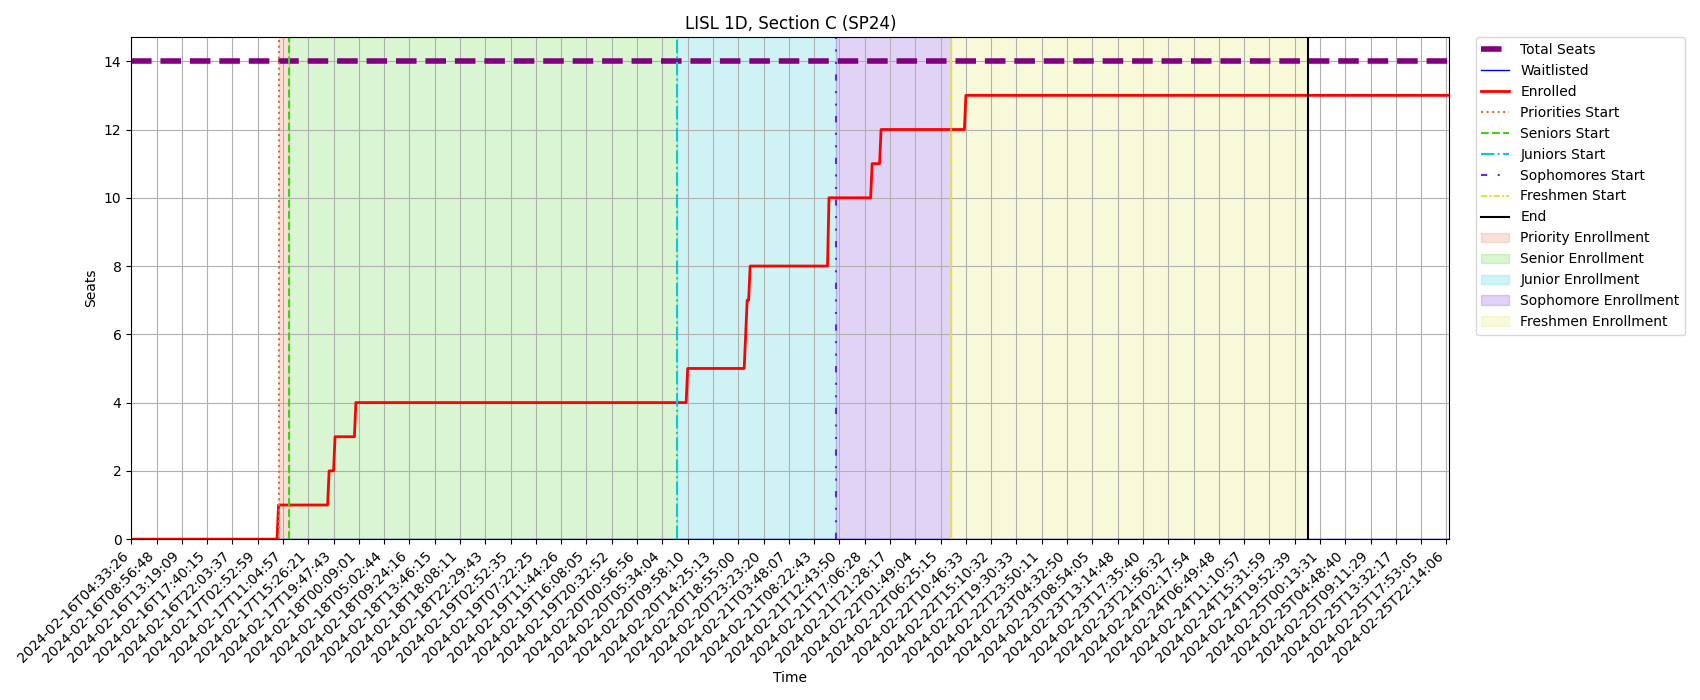 LISL 1D, Section C (SP24)
Total Seats
Waitlisted
Enrolled
Priorities Start
Seniors Start
Juniors Start
Sophomores Start
Freshmen Start
End
Priority Enrollment
Senior Enrollment
Junior Enrollment
Sophomore Enrollment
Freshmen Enrollment
Seats
14
12
10
8
6
4
2
0
2024-02-16T04:33:26
2024-02-16T08:56:48
2024-02-16T13:19:09
2024-02-16T17:40:15
2024-02-16T22:03:37
2024-02-17T02:52:59
2024-02-17T11:04:57
2024-02-17T15:26:21
2024-02-17T19:47:43
2024-02-18T00:09:01
2024-02-18T05:02:44
2024-02-18T09:24:16
2024-02-18T13:46:15
2024-02-18T18:08:11
2024-02-18T22:29:43
2024-02-19T02:52:35
2024-02-19T07:22:25
2024-02-19T11:44:26
2024-02-19T16:08:05
2024-02-19T20:32:52
2024-02-20T00:56:56
2024-02-20T05:34:04
2024-02-20T09:58:10
2024-02-20T14:25:13
2024-02-20T18:55:00
2024-02-20T23:23:20
2024-02-21T03:48:07
2024-02-21T08:22:43
2024-02-21T12:43:50
2024-02-21T17:06:28
2024-02-21T21:28:17
2024-02-22T01:49:04
2024-02-22T06:25:15
2024-02-22T10:46:33
2024-02-22T15:10:32
2024-02-22T19:30:33
2024-02-22T23:50:11
2024-02-23T04:32:50
2024-02-23T08:54:05
2024-02-23T13:14:48
2024-02-23T17:35:40
2024-02-23T21:56:32
2024-02-24T02:17:54
2024-02-24T06:49:48
2024-02-24T11:10:57
2024-02-24T15:31:59
2024-02-24T19:52:39
2024-02-25T00:13:31
2024-02-25T04:48:40
2024-02-25T09:11:29
2024-02-25T13:32:17
2024-02-25T17:53:05
2024-02-25T22:14:06
Time